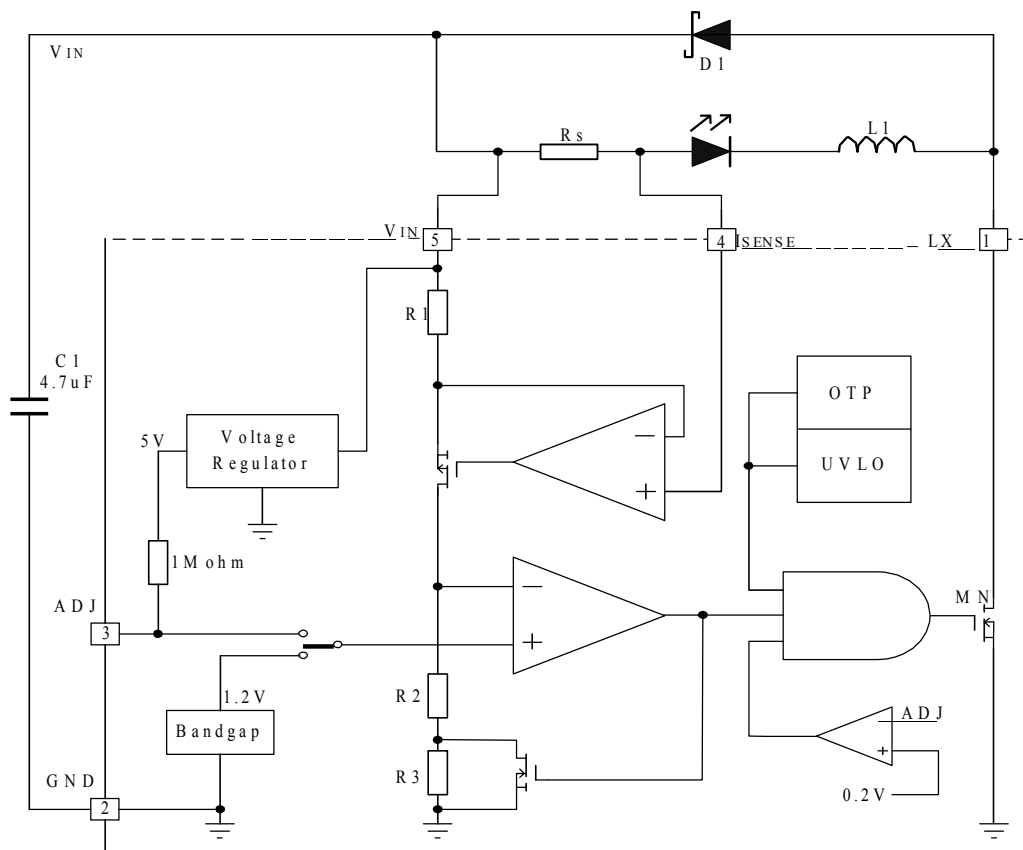 VIN
D1
Rs
L1
VIN
5
4
ISENSE
LX
1
R1
C1
4.7uF
OTP
5V
Voltage
Regulator
−
+
UVLO
1Mohm
ADJ
3
−
+
MN
1.2V
R2
Bandgap
ADJ
+
GND
2
R3
0.2V